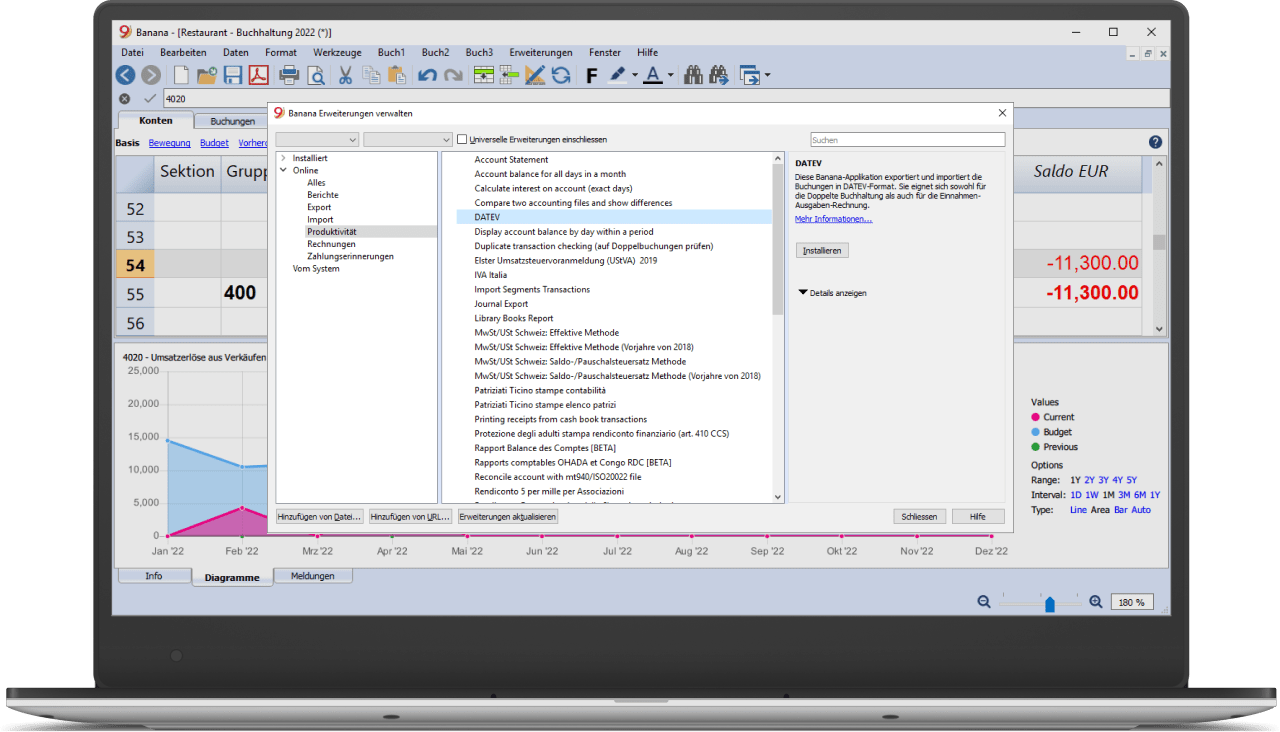 Banana - [Restaurant - Buchhaltung 2022 (*)]
Datei Bearbeiten Daten Format Werkzeuge Buch1 Buch2 Buch3 Erweiterungen Fenster Hilfe
F A
4020
Banana Erweiterungen verwalten
Konten Buchungen
Basis Bewegung Budget
Universelle Erweiterungen einschliessen
Suchen
Sektion
Saldo EUR
52
53
54 -11,300.00
55 400 -11,300.00
56
Installiert
Online
Alles
Berichte
Export
Import
Produktivität
Rechnungen
Zahlungserinnerungen
Vom System
Account Statement
Account balance for all days in a month
Calculate interest on account (exact days)
Compare two accounting files and show differences
DATEV
Display account balance by day within a period
Duplicate transaction checking (auf Doppelbuchungen prüfen)
Elster Umsatzsteuervoranmeldung (UStVA) 2019
IVA Italia
Import Segments Transactions
Journal Export
Library Books Report
MwSt/USt Schweiz: Effektive Methode
MwSt/USt Schweiz: Effektive Methode (Vorjahre von 2018)
MwSt/USt Schweiz: Saldo-/Pauschalsteuersatz Methode
MwSt/USt Schweiz: Saldo-/Pauschalsteuersatz Methode (Vorjahre von 2018)
Patriziati Ticino stampe contabilità
Patriziati Ticino stampe elenco patrizi
Printing receipts from cash book transactions
Protezione degli adulti stampa rendiconto finanziario (art. 410 CCS)
Rapport Balance des Comptes [BETA]
Rapports comptables OHADA et Congo RDC [BETA]
Reconcile account with mt940/ISO20022 file
Rendiconto 5 per mille per Associazioni
DATEV
Diese Banana-Applikation exportiert und importiert die
Buchungen in DATEV-Format. Sie eignet sich sowohl für
die Doppelte Buchhaltung als auch für die Einnahmen-
Ausgaben-Rechnung.
Mehr Informationen...
Installieren
Details anzeigen
Hinzufügen von Datei... Hinzufügen von URL... Erweiterungen aktualisieren Schliessen Hilfe
4020 - Umsatzerlöse aus Verkäufen
25,000
20,000
15,000
10,000
5,000
0
Jan '22 Feb '22 Mrz '22 Apr '22 Mai '22 Jun '22 Jul '22 Aug '22 Sep '22 Okt '22 Nov '22 Dez '22
Values
Current
Budget
Previous
Options
Range: 1Y 2Y 3Y 4Y 5Y
Interval: 1D 1W 1M 3M 6M 1Y
Type: Line Area Bar Auto
Info Diagramme Meldungen
180 %